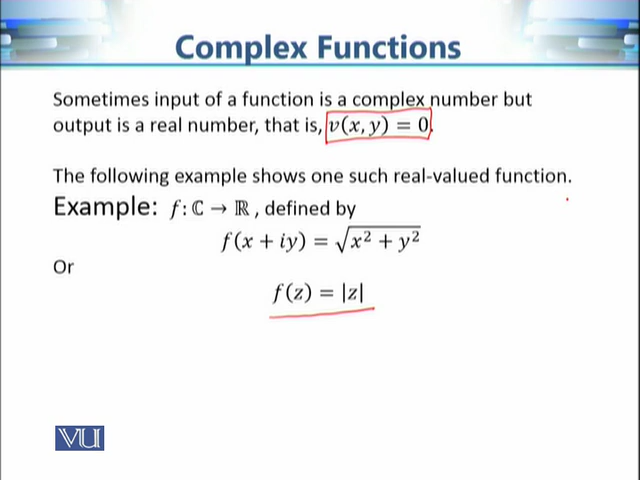 Complex Functions
Sometimes input of a function is a complex number but
output is a real number, that is, v(x, y) = 0.
The following example shows one such real-valued function.
Example: f: ℂ → ℝ , defined by
f(x + iy) = √x² + y²
Or
f(z) = |z|
VU